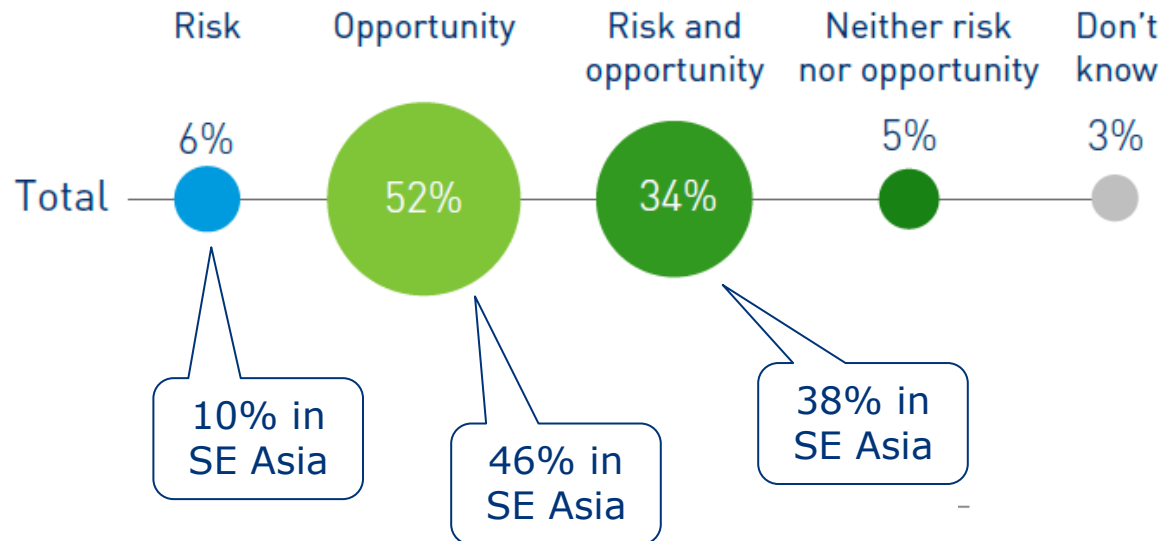 Risk
Opportunity
Risk and
opportunity
Neither risk
nor opportunity
Don't
know
Total
6%
52%
34%
5%
3%
10% in
SE Asia
46% in
SE Asia
38% in
SE Asia
–